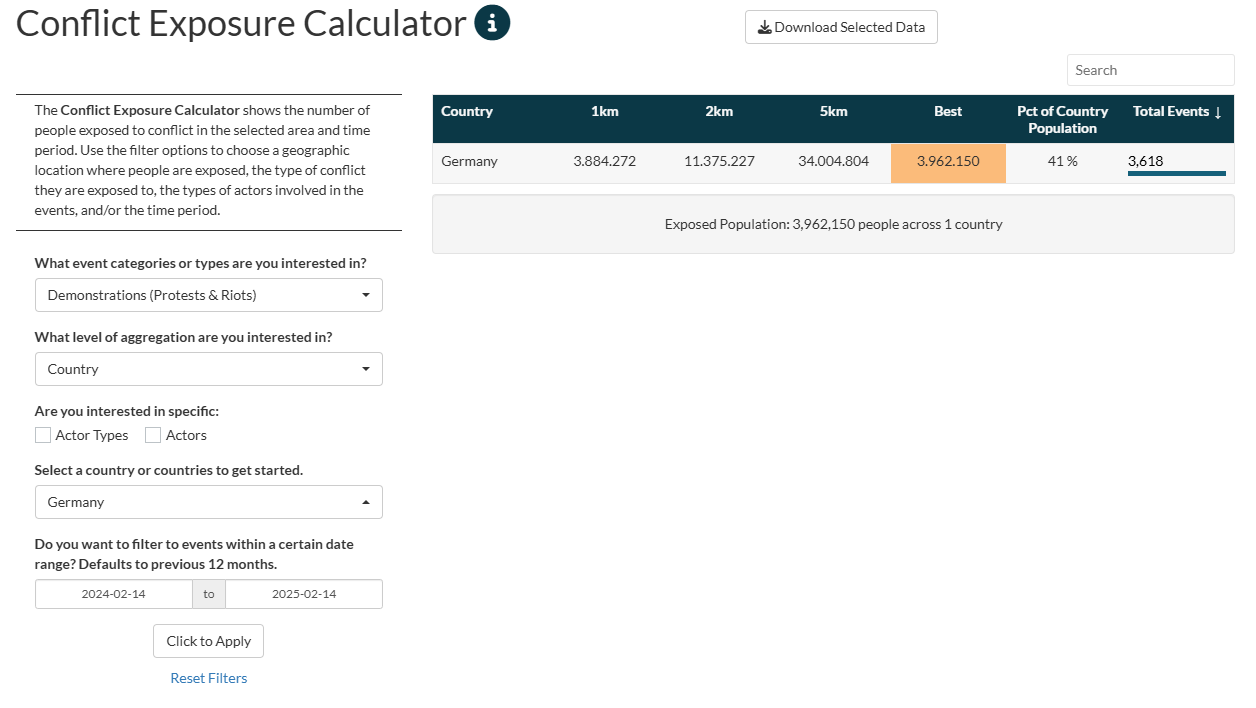 Conflict Exposure Calculator
Download Selected Data
Search
The Conflict Exposure Calculator shows the number of
people exposed to conflict in the selected area and time
period. Use the filter options to choose a geographic
location where people are exposed, the type of conflict
they are exposed to, the types of actors involved in the
events, and/or the time period.
What event categories or types are you interested in?
Demonstrations (Protests & Riots)
What level of aggregation are you interested in?
Country
Are you interested in specific:
Actor Types Actors
Select a country or countries to get started.
Germany
Do you want to filter to events within a certain date
range? Defaults to previous 12 months.
2024-02-14 to 2025-02-14
Click to Apply
Reset Filters
Country 1km 2km 5km Best Pct of Country Total Events ↓
Population
Germany 3.884.272 11.375.227 34.004.804 3.962.150 41 % 3,618
Exposed Population: 3,962,150 people across 1 country